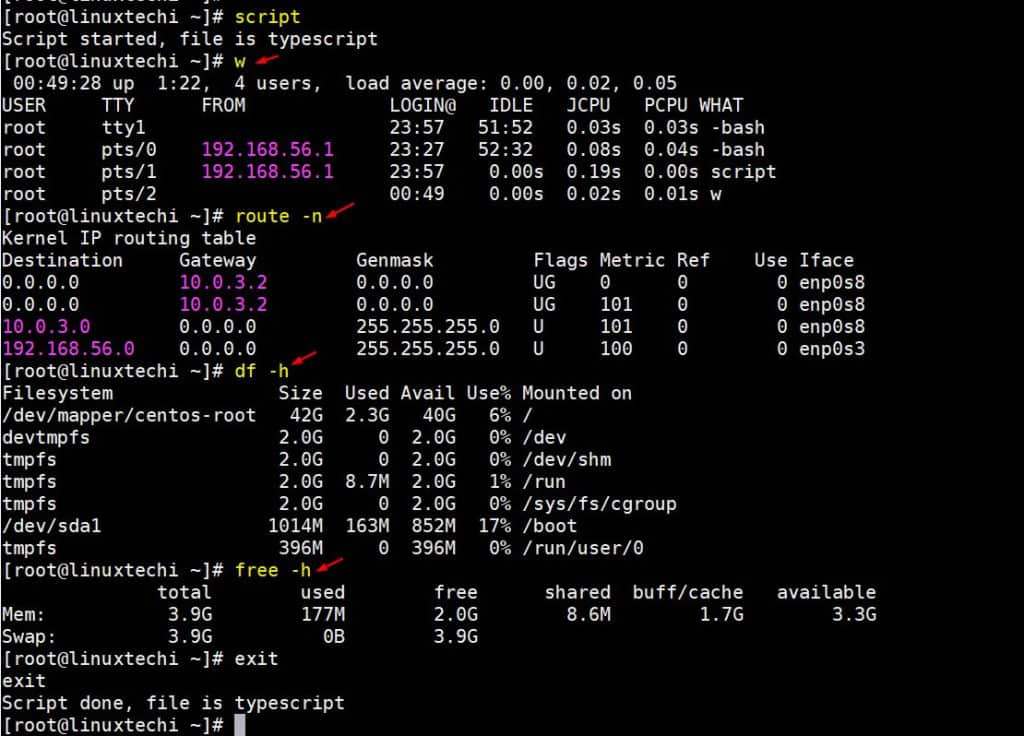 [root@linuxtechi ~]# script
Script started, file is typescript
[root@linuxtechi ~]# w
 00:49:28 up  1:22,  4 users,  load average: 0.00, 0.02, 0.05
USER     TTY      FROM             LOGIN@   IDLE   JCPU   PCPU WHAT
root     tty1                      23:57   51:52   0.03s  0.03s -bash
root     pts/0    192.168.56.1     23:27   52:32   0.08s  0.04s -bash
root     pts/1    192.168.56.1     23:57    0.00s  0.19s  0.00s script
root     pts/2                     00:49    0.00s  0.02s  0.01s w
[root@linuxtechi ~]# route -n
Kernel IP routing table
Destination     Gateway         Genmask         Flags Metric Ref    Use Iface
0.0.0.0         10.0.3.2        0.0.0.0         UG    0      0        0 enp0s8
0.0.0.0         10.0.3.2        0.0.0.0         UG    101    0        0 enp0s8
10.0.3.0        0.0.0.0         255.255.255.0   U     101    0        0 enp0s8
192.168.56.0    0.0.0.0         255.255.255.0   U     100    0        0 enp0s3
[root@linuxtechi ~]# df -h
Filesystem               Size  Used Avail Use% Mounted on
/dev/mapper/centos-root   42G  2.3G   40G   6% /
devtmpfs                 2.0G     0  2.0G   0% /dev
tmpfs                    2.0G     0  2.0G   0% /dev/shm
tmpfs                    2.0G  8.7M  2.0G   1% /run
tmpfs                    2.0G     0  2.0G   0% /sys/fs/cgroup
/dev/sda1               1014M  163M  852M  17% /boot
tmpfs                    396M     0  396M   0% /run/user/0
[root@linuxtechi ~]# free -h
              total        used        free      shared  buff/cache   available
Mem:           3.9G        177M        2.0G        8.6M        1.7G        3.3G
Swap:          3.9G          0B        3.9G
[root@linuxtechi ~]# exit
exit
Script done, file is typescript
[root@linuxtechi ~]#